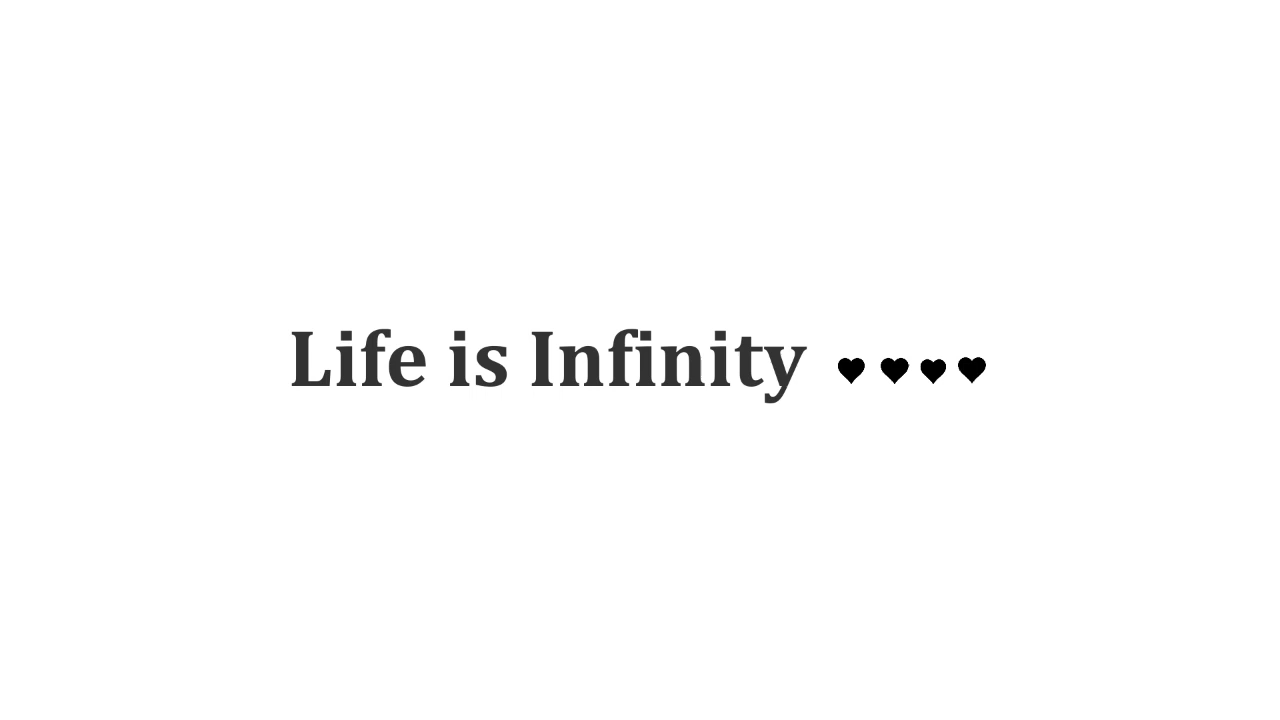 Life is Infinity ♥ ♥ ♥ ♥